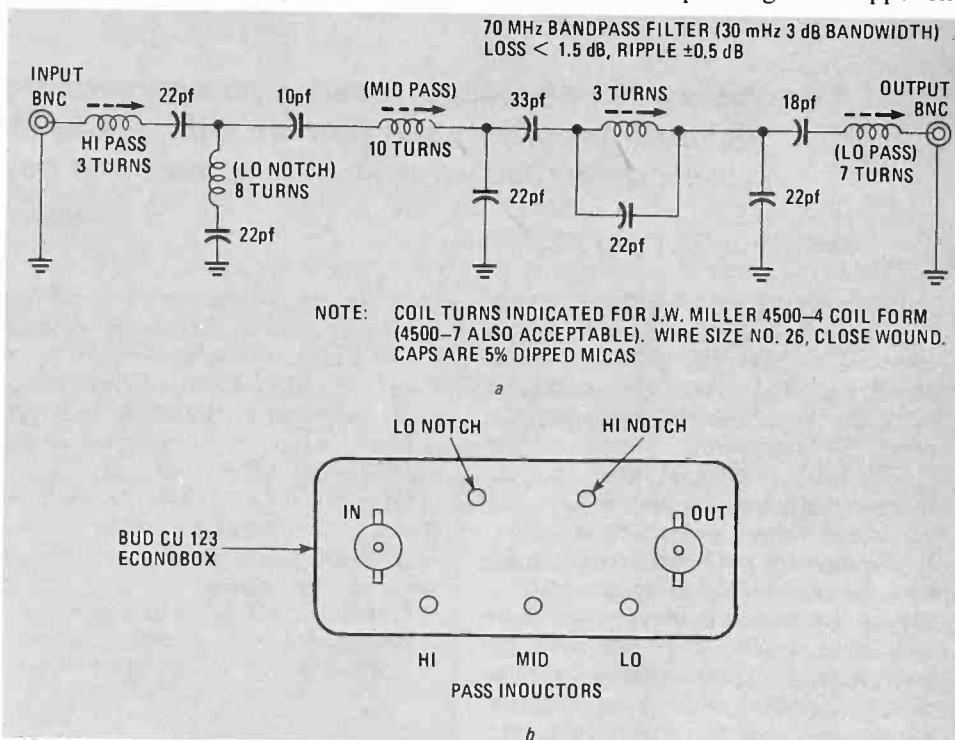 70 MHz BANDPASS FILTER (30 mHz 3 dB BANDWIDTH)
LOSS < 1.5 dB, RIPPLE ±0.5 dB
INPUT
BNC
22pf
10pf
(MID PASS)
33pf
3 TURNS
18pf
OUTPUT
BNC
HI PASS
3 TURNS
(LO NOTCH)
8 TURNS
10 TURNS
(LO PASS)
7 TURNS
22pf
22pf
22pf
22pf
NOTE: COIL TURNS INDICATED FOR J.W. MILLER 4500–4 COIL FORM
(4500–7 ALSO ACCEPTABLE). WIRE SIZE NO. 26, CLOSE WOUND.
CAPS ARE 5% DIPPED MICAS
a
LO NOTCH
HI NOTCH
IN
OUT
BUD CU 123
ECONOBOX
HI
MID
LO
PASS INDUCTORS
b